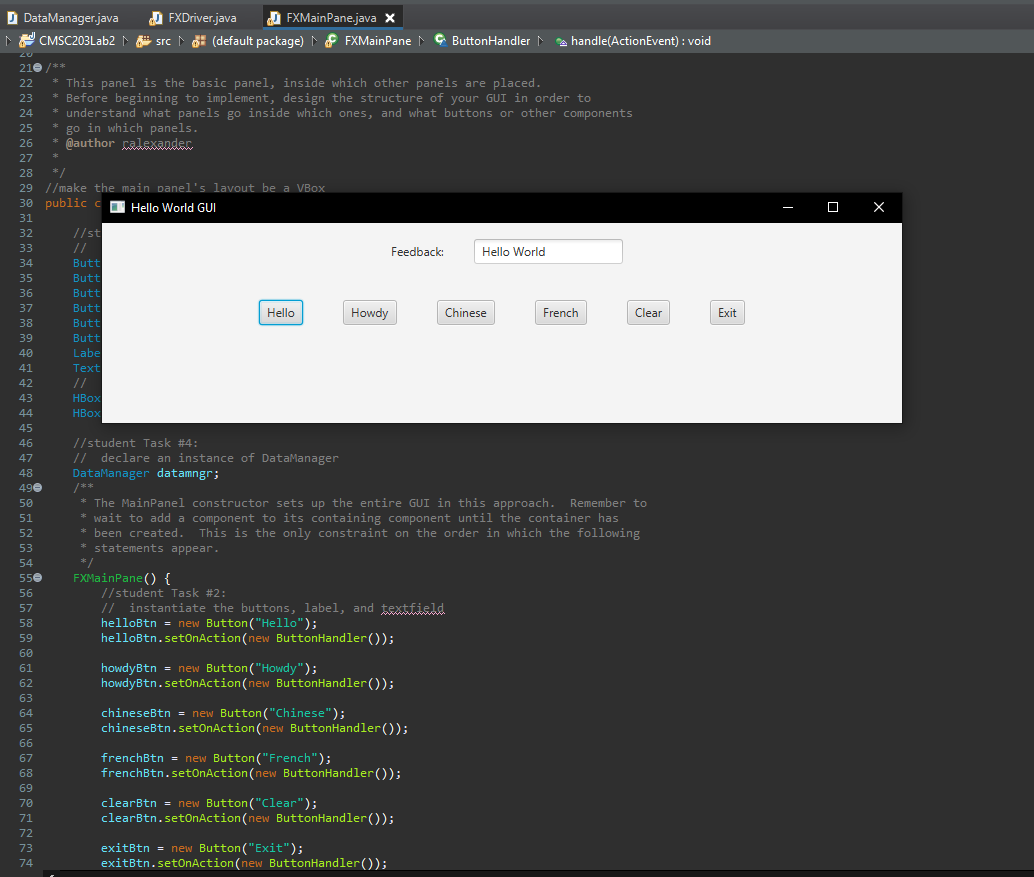 DataManager.java FXDriver.java FXMainPane.java
CMSC203Lab2 src (default package) FXMainPane ButtonHandler handle(ActionEvent) : void
20
21 /**
22 * This panel is the basic panel, inside which other panels are placed.
23 * Before beginning to implement, design the structure of your GUI in order to
24 * understand what panels go inside which ones, and what buttons or other components
25 * go in which panels.
26 * @author ralexander
27 *
28 */
29 //make the main panel's layout be a VBox
30 public c
31
32 //st
33 //
34 Butt
35 Butt
36 Butt
37 Butt
38 Butt
39 Butt
40 Labe
41 Text
42 //
43 HBox
44 HBox
Hello World GUI
Feedback: Hello World
Hello Howdy Chinese French Clear Exit
45
46 //student Task #4:
47 //  declare an instance of DataManager
48 DataManager datamngr;
49 /**
50 * The MainPanel constructor sets up the entire GUI in this approach.  Remember to
51 * wait to add a component to its containing component until the container has
52 * been created.  This is the only constraint on the order in which the following
53 * statements appear.
54 */
55 FXMainPane() {
56 //student Task #2:
57 //  instantiate the buttons, label, and textfield
58 helloBtn = new Button("Hello");
59 helloBtn.setOnAction(new ButtonHandler());
60
61 howdyBtn = new Button("Howdy");
62 howdyBtn.setOnAction(new ButtonHandler());
63
64 chineseBtn = new Button("Chinese");
65 chineseBtn.setOnAction(new ButtonHandler());
66
67 frenchBtn = new Button("French");
68 frenchBtn.setOnAction(new ButtonHandler());
69
70 clearBtn = new Button("Clear");
71 clearBtn.setOnAction(new ButtonHandler());
72
73 exitBtn = new Button("Exit");
74 exitBtn.setOnAction(new ButtonHandler());